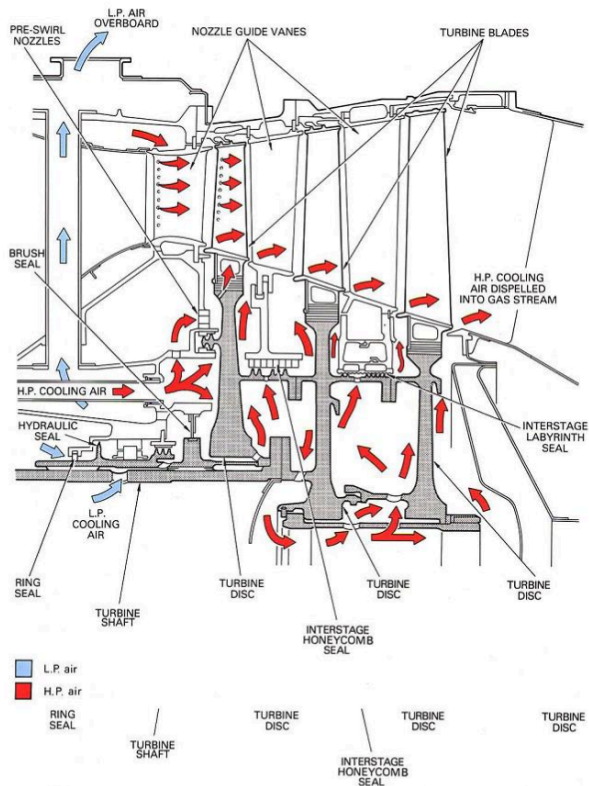 L.P. AIR
OVERBOARD
PRE-SWIRL
NOZZLES
NOZZLE GUIDE VANES
TURBINE BLADES
BRUSH
SEAL
H.P. COOLING
AIR DISPELLED
INTO GAS STREAM
H.P. COOLING AIR
HYDRAULIC
SEAL
INTERSTAGE
LABYRINTH
SEAL
L.P.
COOLING
AIR
RING
SEAL
TURBINE
SHAFT
TURBINE
DISC
TURBINE
DISC
TURBINE
DISC
INTERSTAGE
HONEYCOMB
SEAL
L.P. air
H.P. air
RING
SEAL
TURBINE
SHAFT
TURBINE
DISC
TURBINE
DISC
TURBINE
DISC
INTERSTAGE
HONEYCOMB
SEAL